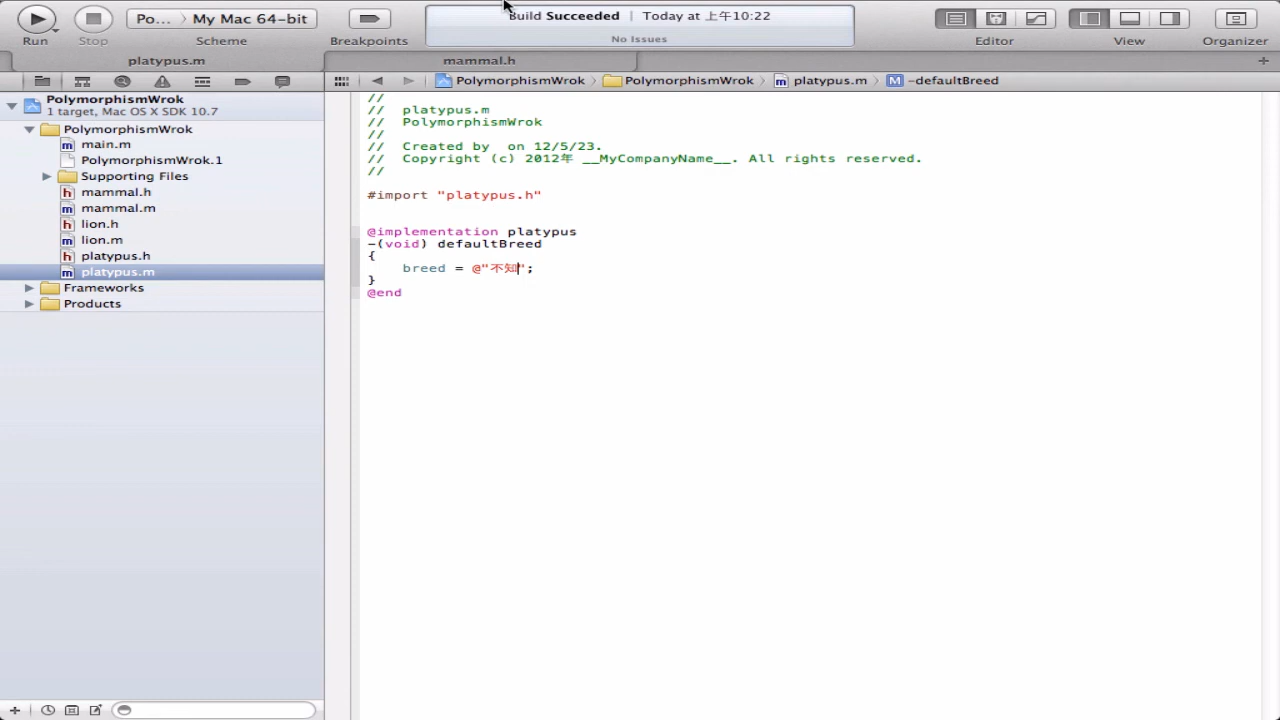 Po... My Mac 64-bit
Build Succeeded | Today at 上午10:22
No Issues
Run Stop Scheme Breakpoints Editor View Organizer
platypus.m mammal.h
PolymorphismWrok PolymorphismWrok platypus.m M -defaultBreed
PolymorphismWrok
1 target, Mac OS X SDK 10.7
PolymorphismWrok
m main.m
PolymorphismWrok.1
Supporting Files
h mammal.h
m mammal.m
h lion.h
m lion.m
h platypus.h
m platypus.m
Frameworks
Products
//
// platypus.m
// PolymorphismWrok
//
// Created by on 12/5/23.
// Copyright (c) 2012年 __MyCompanyName__. All rights reserved.
//
#import "platypus.h"
@implementation platypus
-(void) defaultBreed
{
breed = @"不知";
}
@end